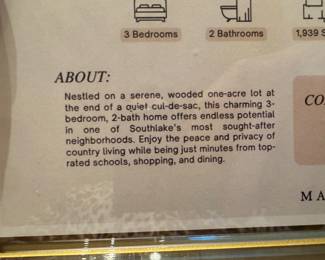 3 Bedrooms 2 Bathrooms 1,939 S
ABOUT:
Nestled on a serene, wooded one-acre lot at
the end of a quiet cul-de-sac, this charming 3-
bedroom, 2-bath home offers endless potential
in one of Southlake's most sought-after
neighborhoods. Enjoy the peace and privacy of
country living while being just minutes from top-
rated schools, shopping, and dining.
CO
MA